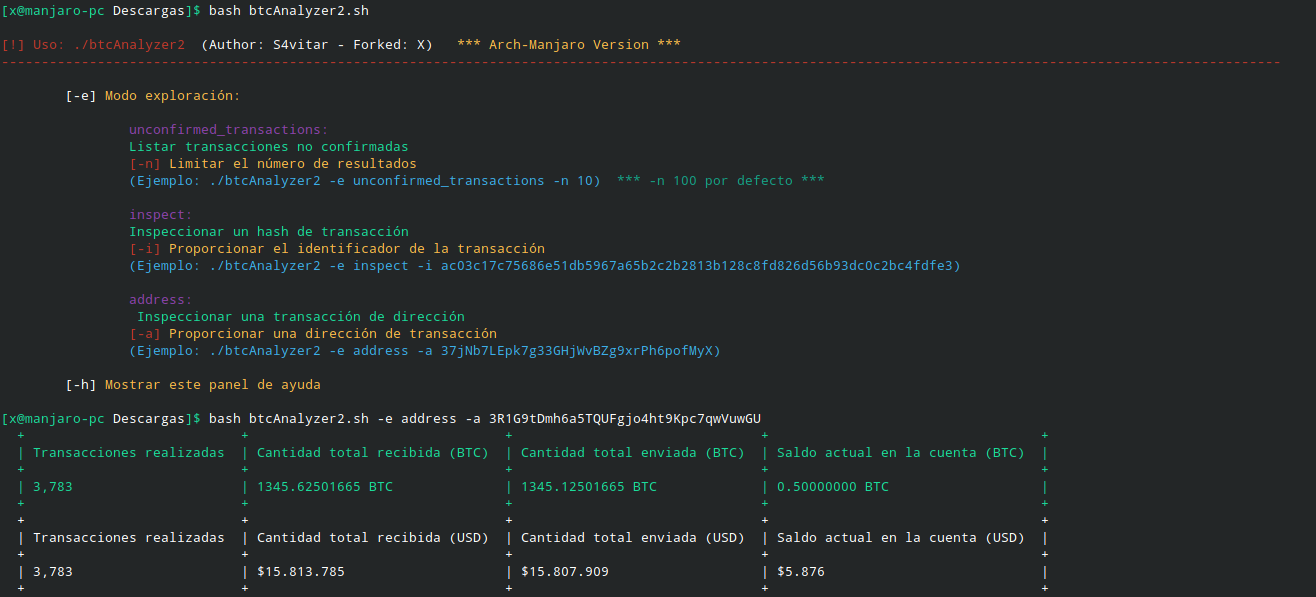 [x@manjaro-pc Descargas]$ bash btcAnalyzer2.sh
[!] Uso: ./btcAnalyzer2  (Author: S4vitar - Forked: X)   *** Arch-Manjaro Version ***
----------------------------------------------------------------------------------------------------------------------------------------------------------------
[-e] Modo exploración:
unconfirmed_transactions:
Listar transacciones no confirmadas
[-n] Limitar el número de resultados
(Ejemplo: ./btcAnalyzer2 -e unconfirmed_transactions -n 10)  *** -n 100 por defecto ***
inspect:
Inspeccionar un hash de transacción
[-i] Proporcionar el identificador de la transacción
(Ejemplo: ./btcAnalyzer2 -e inspect -i ac03c17c75686e51db5967a65b2c2b2813b128c8fd826d56b93dc0c2bc4fdfe3)
address:
Inspeccionar una transacción de dirección
[-a] Proporcionar una dirección de transacción
(Ejemplo: ./btcAnalyzer2 -e address -a 37jNb7LEpk7g33GHjWvBZg9xrPh6pofMyX)
[-h] Mostrar este panel de ayuda
[x@manjaro-pc Descargas]$ bash btcAnalyzer2.sh -e address -a 3R1G9tDmh6a5TQUFgjo4ht9Kpc7qwVuwGU
+ + + + +
| Transacciones realizadas  | Cantidad total recibida (BTC)  | Cantidad total enviada (BTC)  | Saldo actual en la cuenta (BTC)  |
+ + + + +
| 3,783 | 1345.62501665 BTC | 1345.12501665 BTC | 0.50000000 BTC |
+ + + + +
+ + + + +
| Transacciones realizadas  | Cantidad total recibida (USD)  | Cantidad total enviada (USD)  | Saldo actual en la cuenta (USD)  |
+ + + + +
| 3,783 | $15.813.785 | $15.807.909 | $5.876 |
+ + + + +